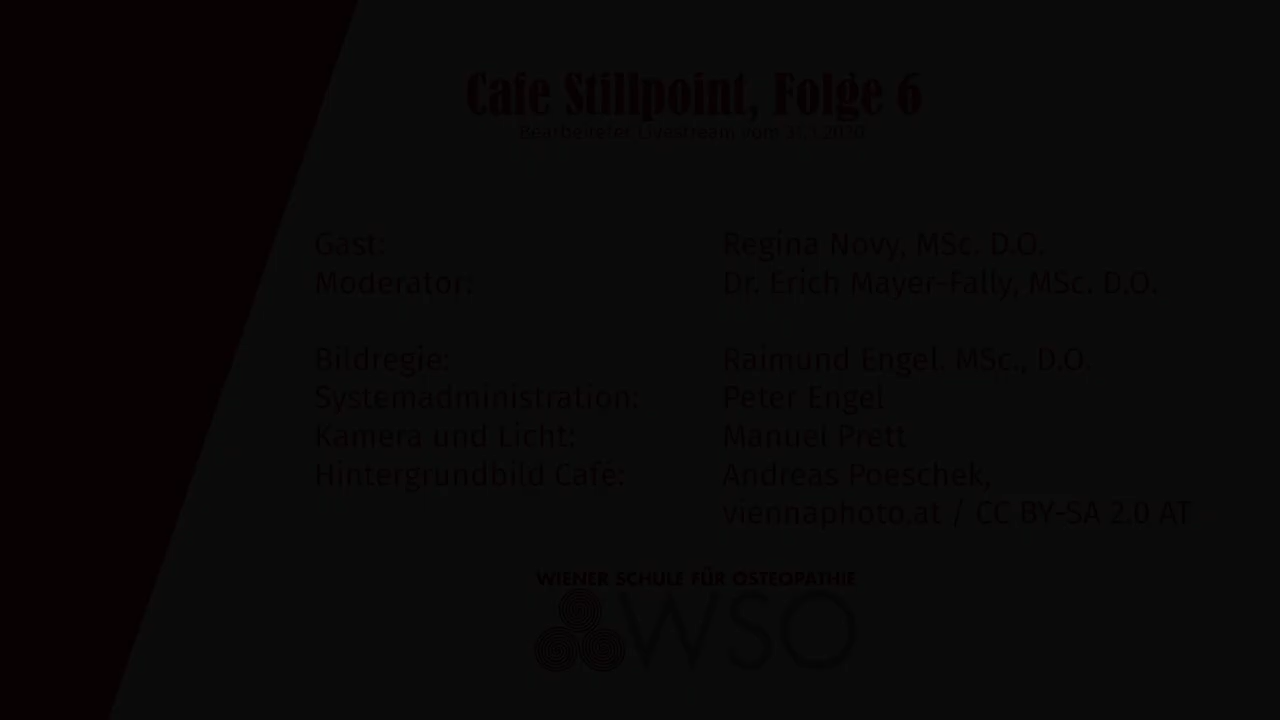 Cafe Stillpoint, Folge 6
Bearbeiteter Livestream vom
Gast: Regina Novy, MSc. D.O.
Moderator: Dr. Erich Mayer-Fally, MSc. D.O.
Bildregie: Raimund Engel. MSc., D.O.
Systemadministration: Peter Engel
Kamera und Licht: Manuel Prett
Hintergrundbild Café: Andreas Poeschek,
viennaphoto.at / CC BY-SA 2.0 AT
WIENER SCHULE FÜR OSTEOPATHIE
WSO